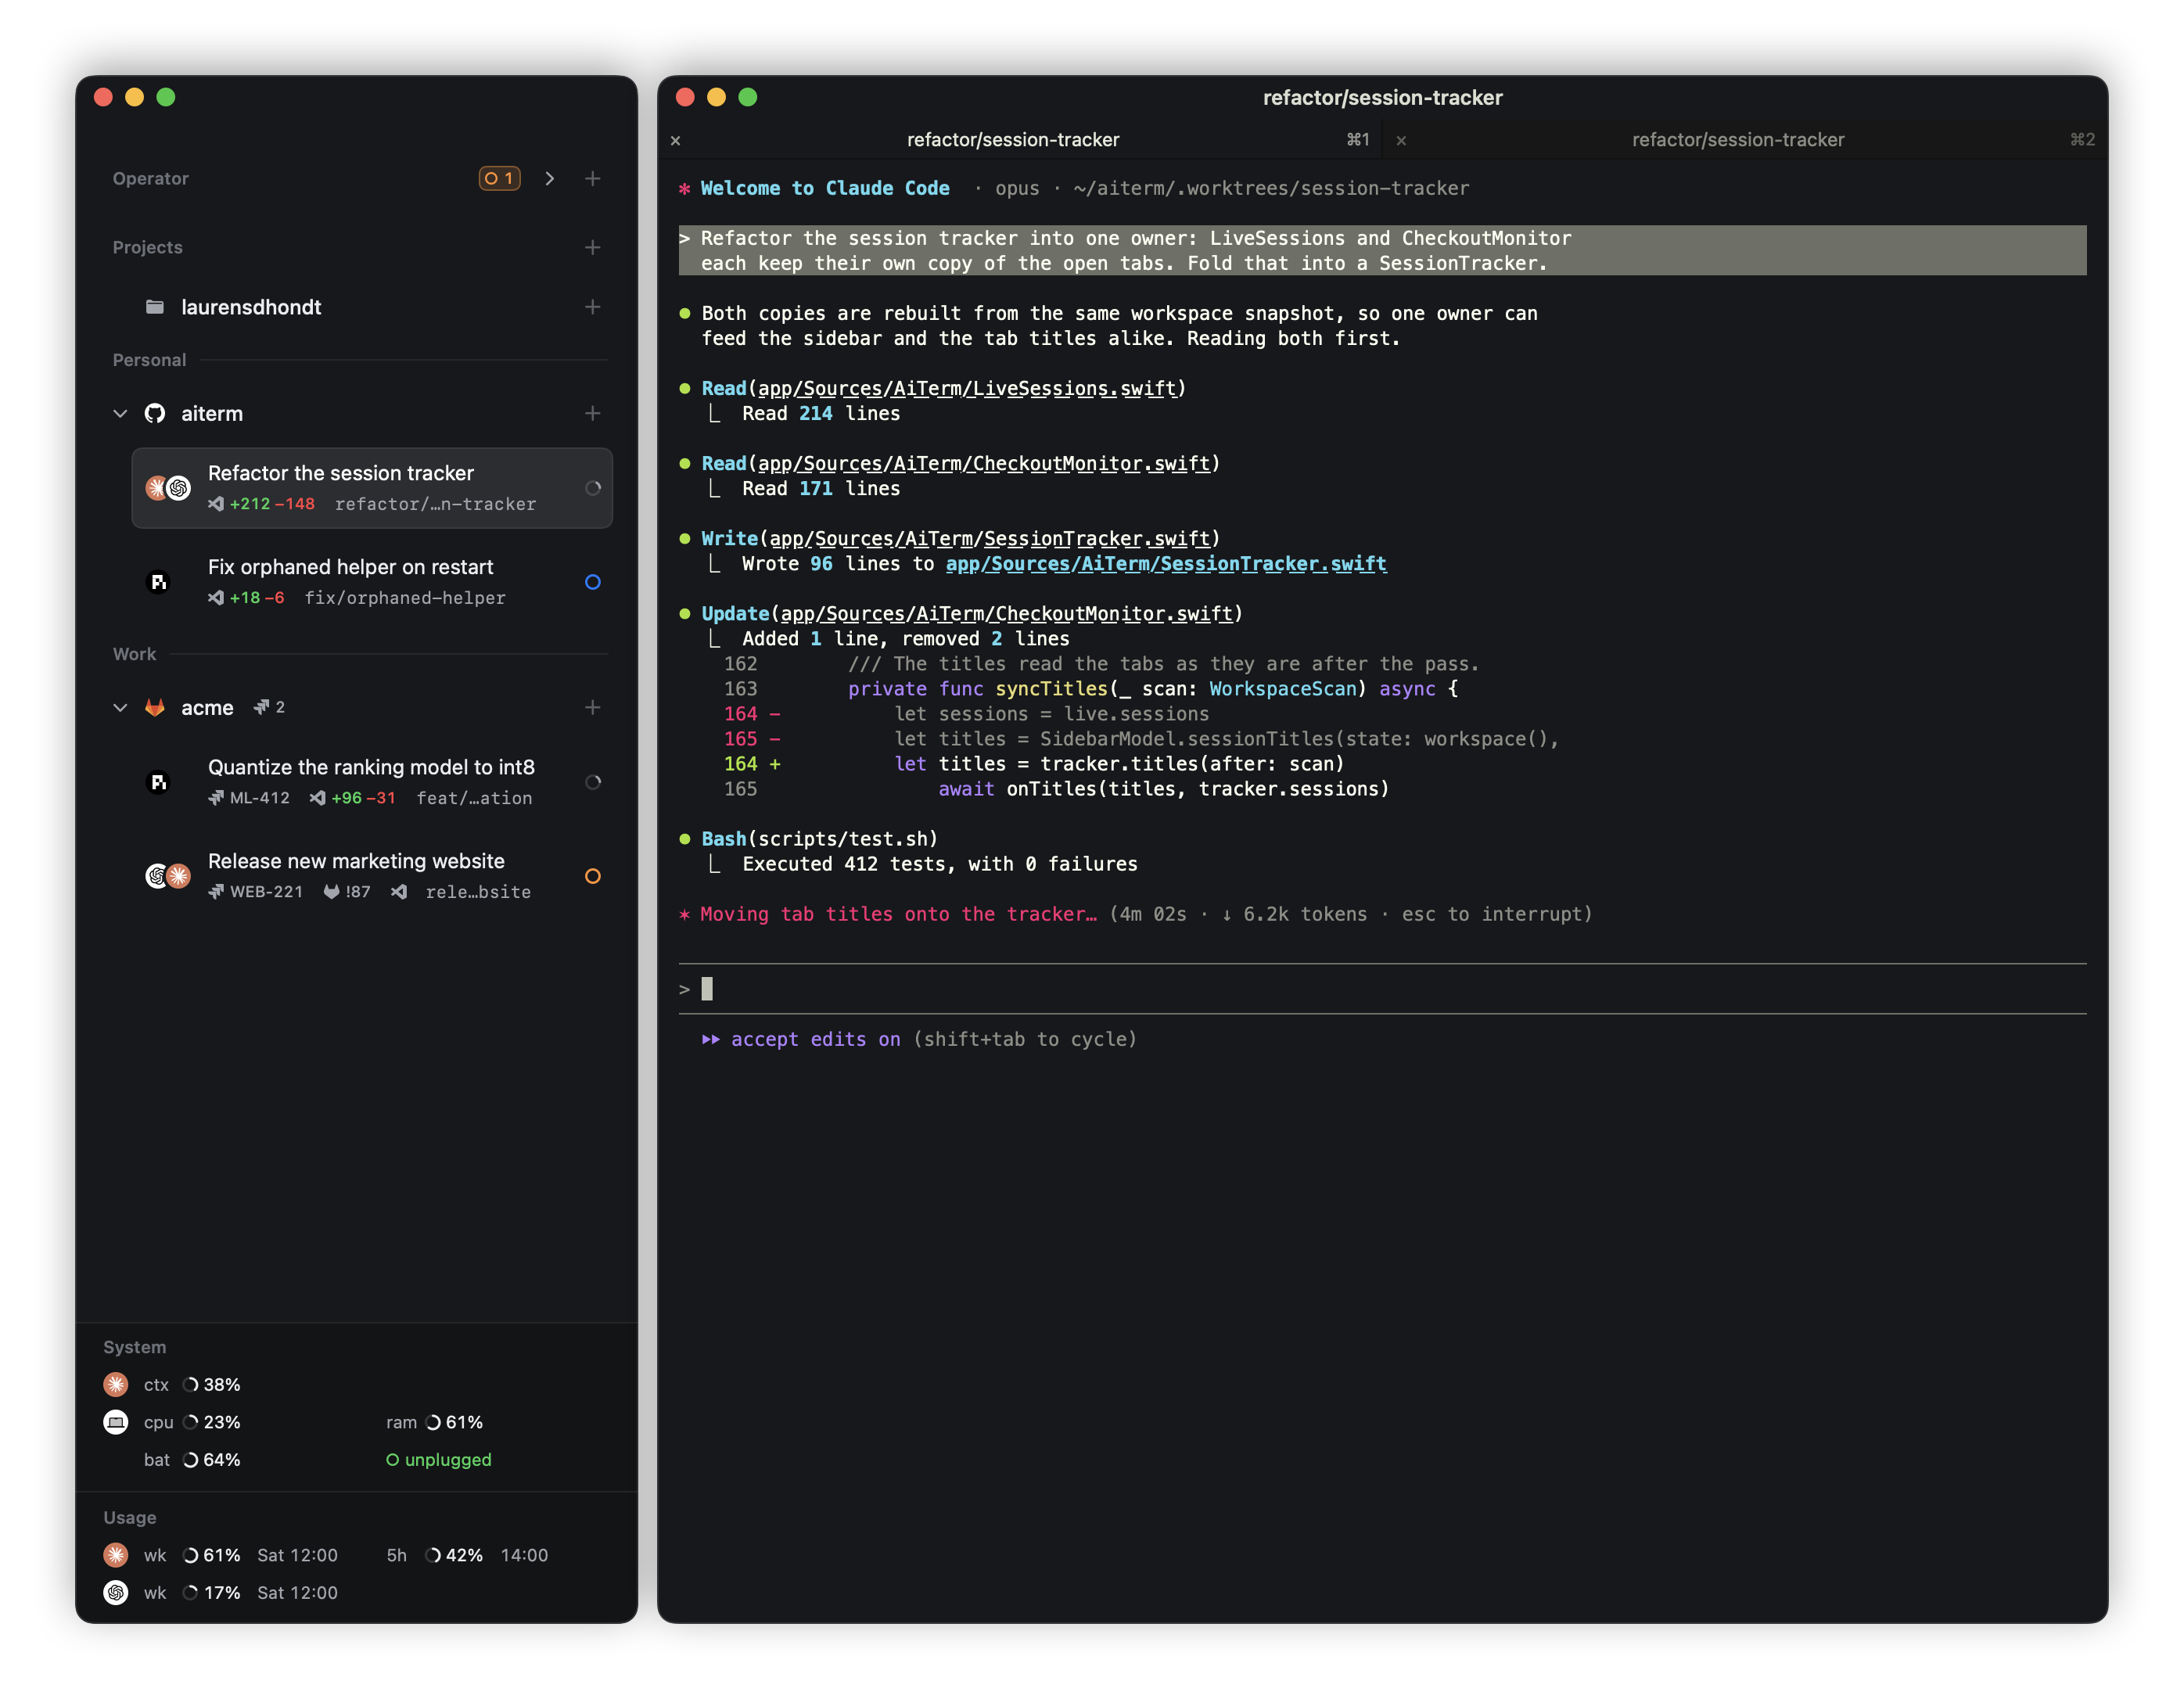 Operator
1
Projects
laurensdhondt
Personal
aiterm
Refactor the session tracker
+212 −148 refactor/…n-tracker
Fix orphaned helper on restart
+18 −6 fix/orphaned-helper
Work
acme 2
Quantize the ranking model to int8
ML-412 +96 −31 feat/…ation
Release new marketing website
WEB-221 !87 rele…bsite
System
ctx 38%
cpu 23% ram 61%
bat 64% unplugged
Usage
wk 61% Sat 12:00 5h 42% 14:00
wk 17% Sat 12:00
refactor/session-tracker
× refactor/session-tracker ⌘1 × refactor/session-tracker ⌘2
* Welcome to Claude Code · opus · ~/aiterm/.worktrees/session-tracker
> Refactor the session tracker into one owner: LiveSessions and CheckoutMonitor
each keep their own copy of the open tabs. Fold that into a SessionTracker.
● Both copies are rebuilt from the same workspace snapshot, so one owner can
feed the sidebar and the tab titles alike. Reading both first.
● Read(app/Sources/AiTerm/LiveSessions.swift)
⎿ Read 214 lines
● Read(app/Sources/AiTerm/CheckoutMonitor.swift)
⎿ Read 171 lines
● Write(app/Sources/AiTerm/SessionTracker.swift)
⎿ Wrote 96 lines to app/Sources/AiTerm/SessionTracker.swift
● Update(app/Sources/AiTerm/CheckoutMonitor.swift)
⎿ Added 1 line, removed 2 lines
162 /// The titles read the tabs as they are after the pass.
163 private func syncTitles(_ scan: WorkspaceScan) async {
164 − let sessions = live.sessions
165 − let titles = SidebarModel.sessionTitles(state: workspace(),
164 + let titles = tracker.titles(after: scan)
165 await onTitles(titles, tracker.sessions)
● Bash(scripts/test.sh)
⎿ Executed 412 tests, with 0 failures
✶ Moving tab titles onto the tracker… (4m 02s · ↓ 6.2k tokens · esc to interrupt)
>
▸▸ accept edits on (shift+tab to cycle)